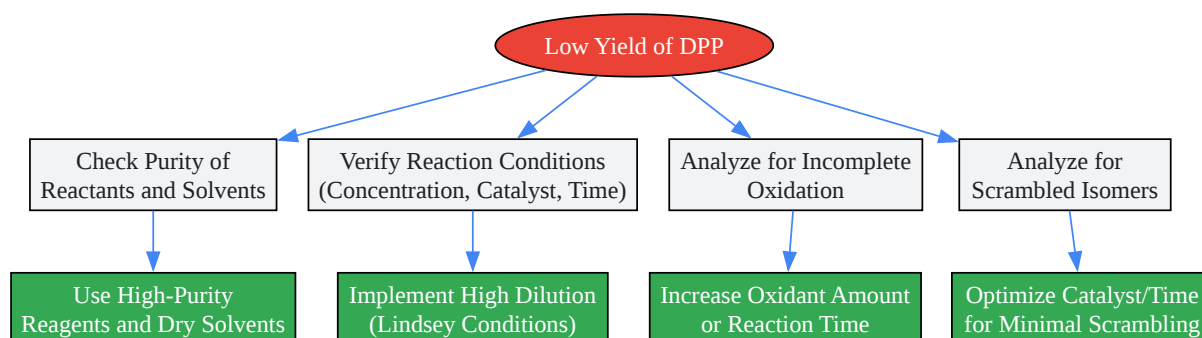 Low Yield of DPP
Check Purity of
Reactants and Solvents
Verify Reaction Conditions
(Concentration, Catalyst, Time)
Analyze for Incomplete
Oxidation
Analyze for
Scrambled Isomers
Use High-Purity
Reagents and Dry Solvents
Implement High Dilution
(Lindsey Conditions)
Increase Oxidant Amount
or Reaction Time
Optimize Catalyst/Time
for Minimal Scrambling